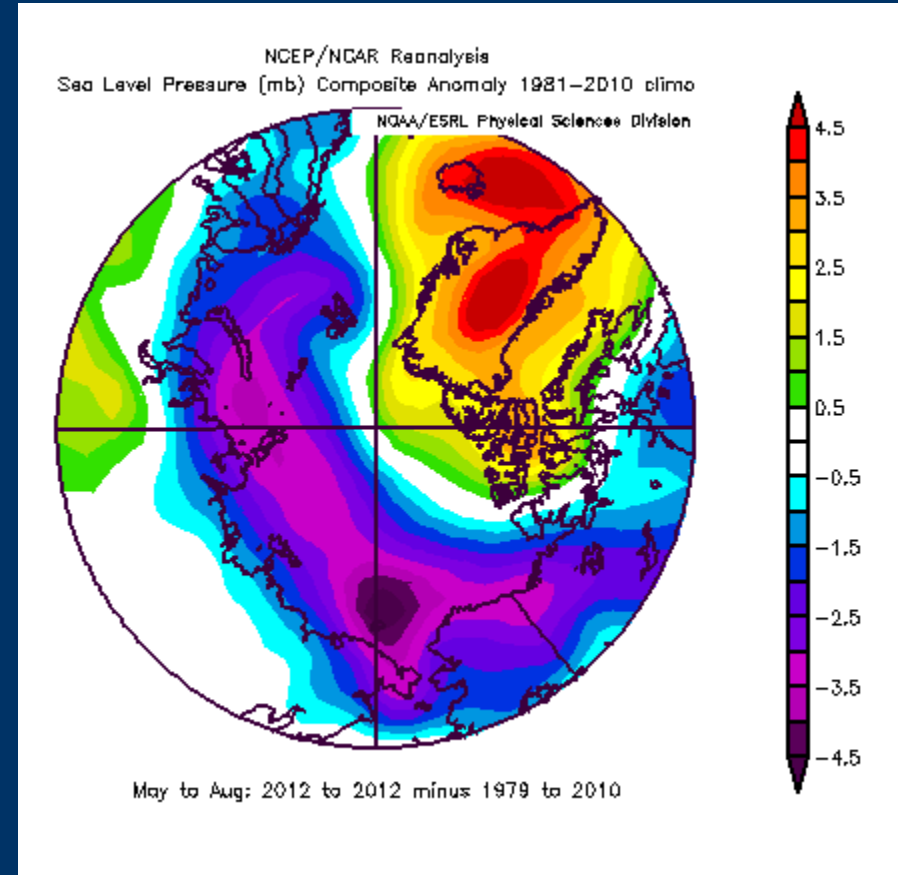 NCEP/NCAR Reanalysis
Sea Level Pressure (mb) Composite Anomaly 1981-2010 climo
NOAA/ESRL Physical Sciences Division
4.5
3.5
2.5
1.5
0.5
-0.5
-1.5
-2.5
-3.5
-4.5
May to Aug: 2012 to 2012 minus 1979 to 2010